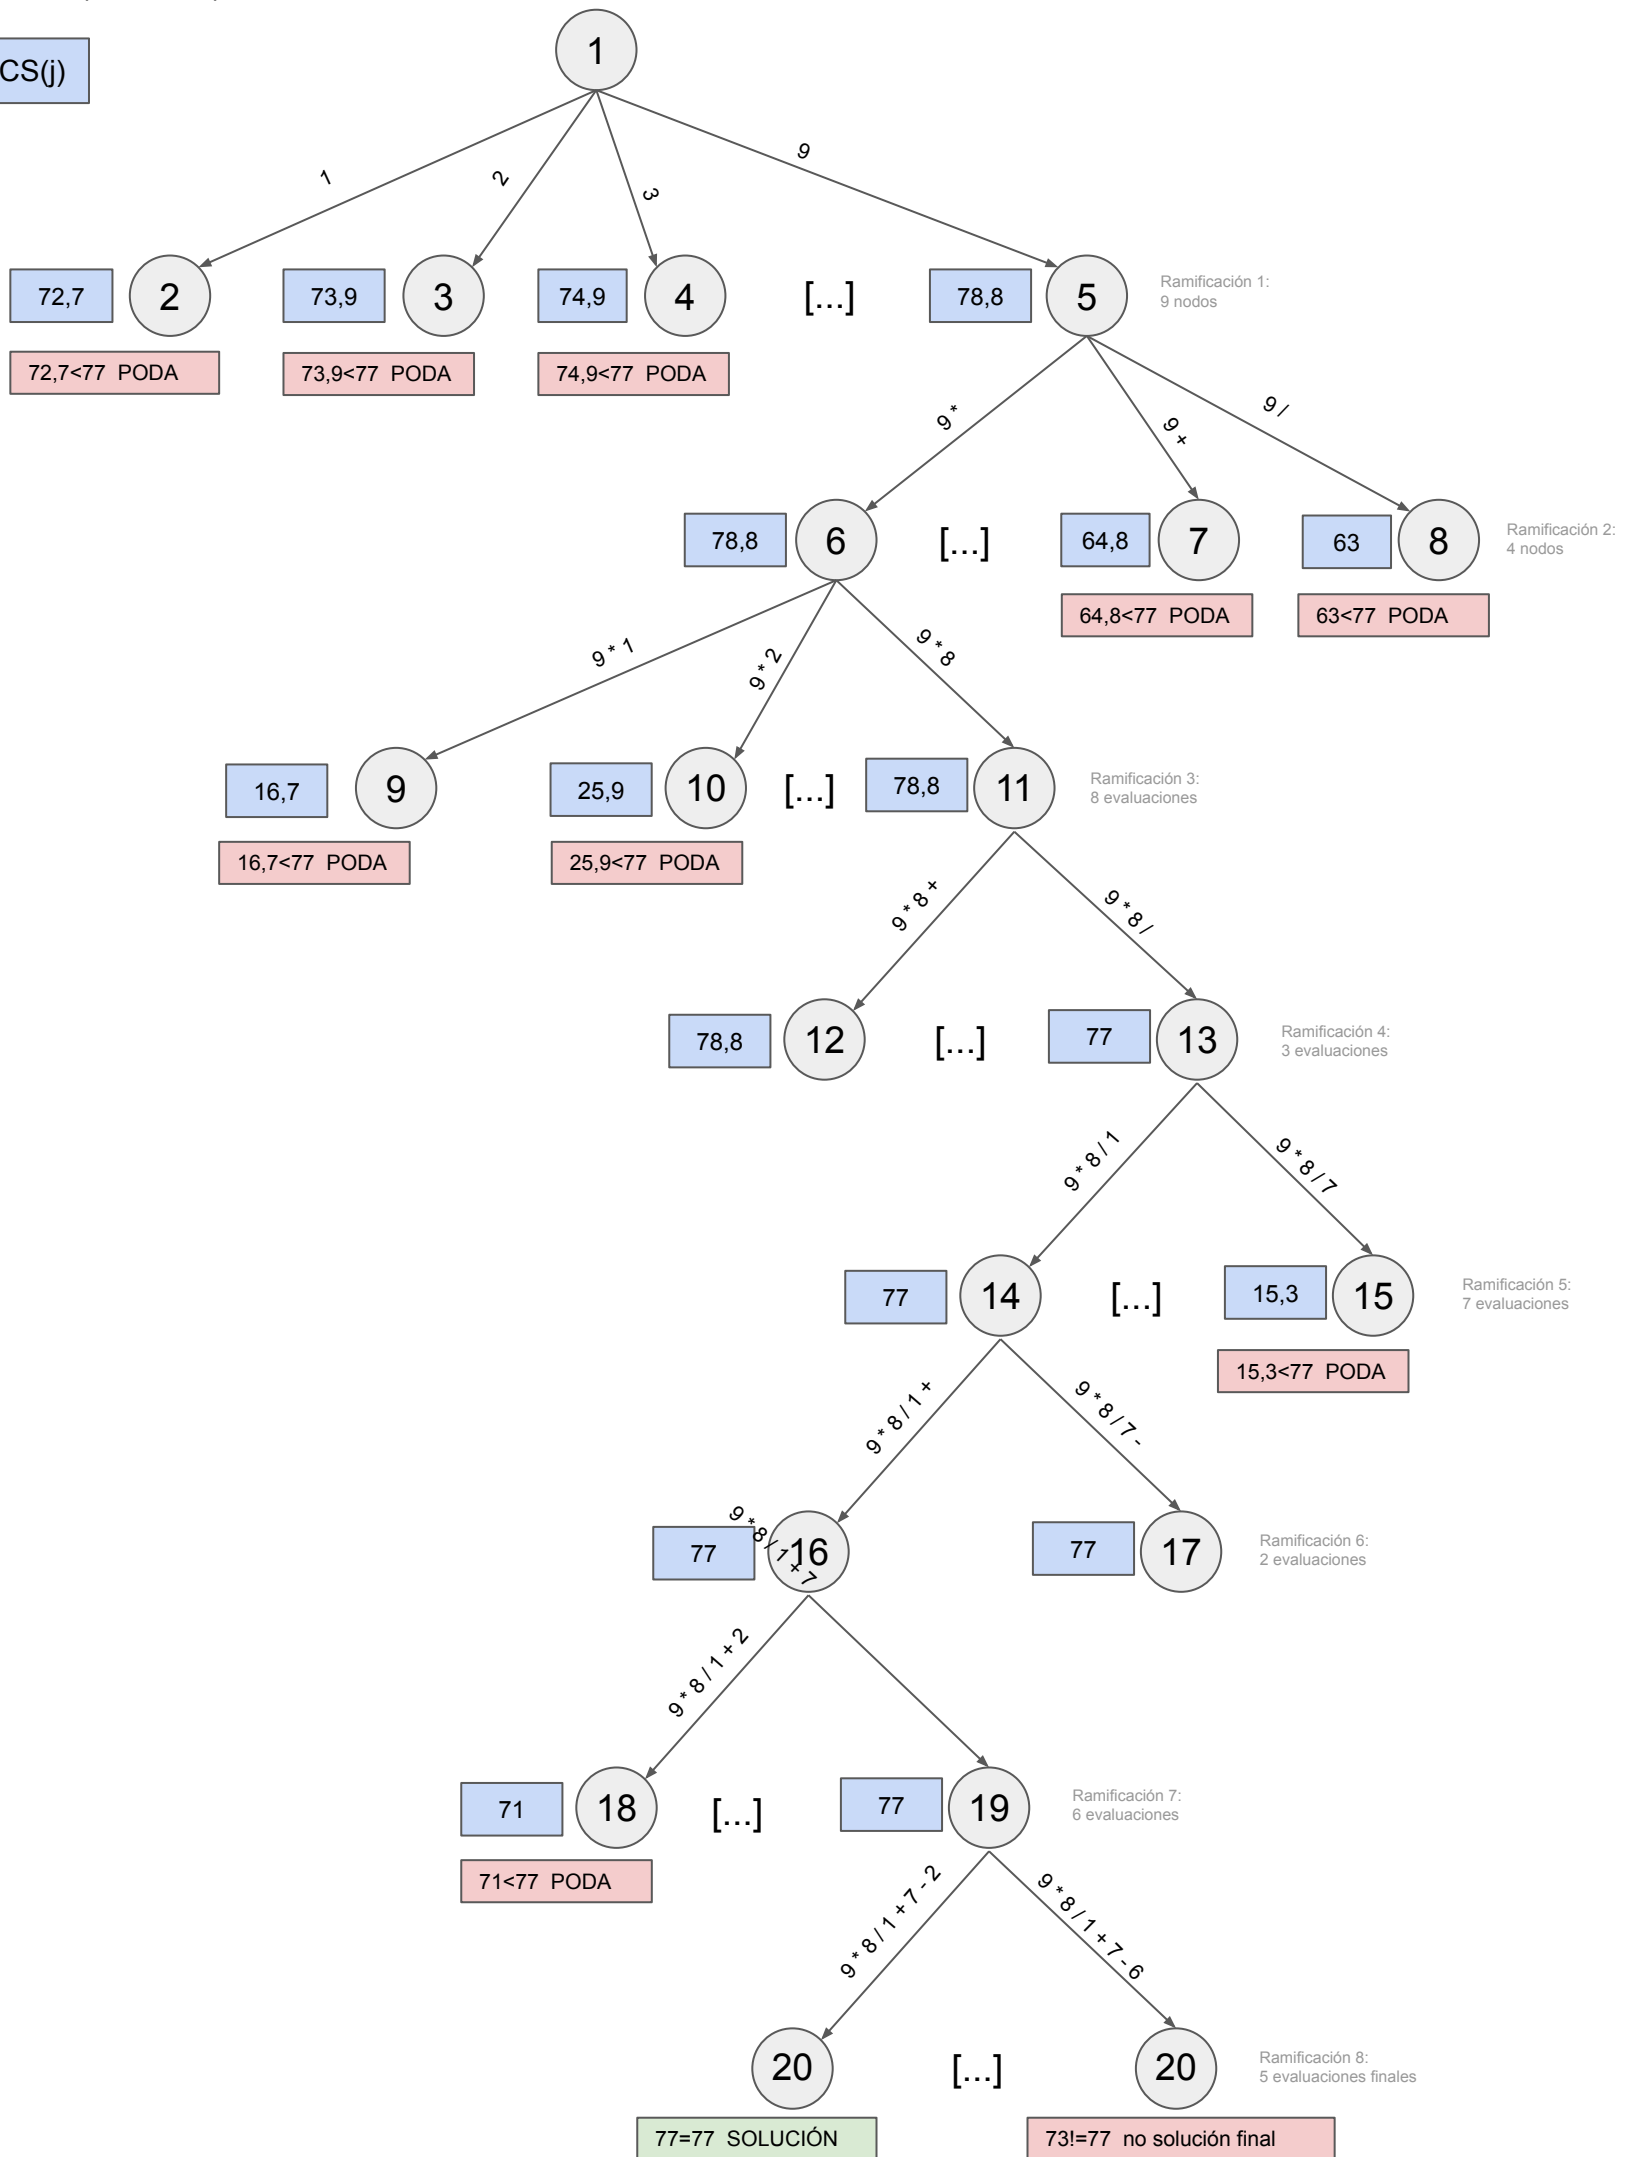 1
CS(j)
1
2
3
9
72,7
2
73,9
3
74,9
4
[...]
78,8
5
Ramificación 1:
9 nodos
72,7<77 PODA
73,9<77 PODA
74,9<77 PODA
9 *
9 +
9 /
78,8
6
[...]
64,8
7
63
8
Ramificación 2:
4 nodos
64,8<77 PODA
63<77 PODA
9 * 1
9 * 2
9 * 8
16,7
9
25,9
10
[...]
78,8
11
Ramificación 3:
8 evaluaciones
16,7<77 PODA
25,9<77 PODA
9 * 8 +
9 * 8 /
78,8
12
[...]
77
13
Ramificación 4:
3 evaluaciones
9 * 8 / 1
9 * 8 / 7
77
14
[...]
15,3
15
Ramificación 5:
7 evaluaciones
15,3<77 PODA
9 * 8 / 1 +
9 * 8 / 7 -
77
9 * 8 / 1 + 7
16
77
17
Ramificación 6:
2 evaluaciones
9 * 8 / 1 + 2
71
18
[...]
77
19
Ramificación 7:
6 evaluaciones
71<77 PODA
9 * 8 / 1 + 7 - 2
9 * 8 / 1 + 7 - 6
20
[...]
20
Ramificación 8:
5 evaluaciones finales
77=77 SOLUCIÓN
73!=77 no solución final